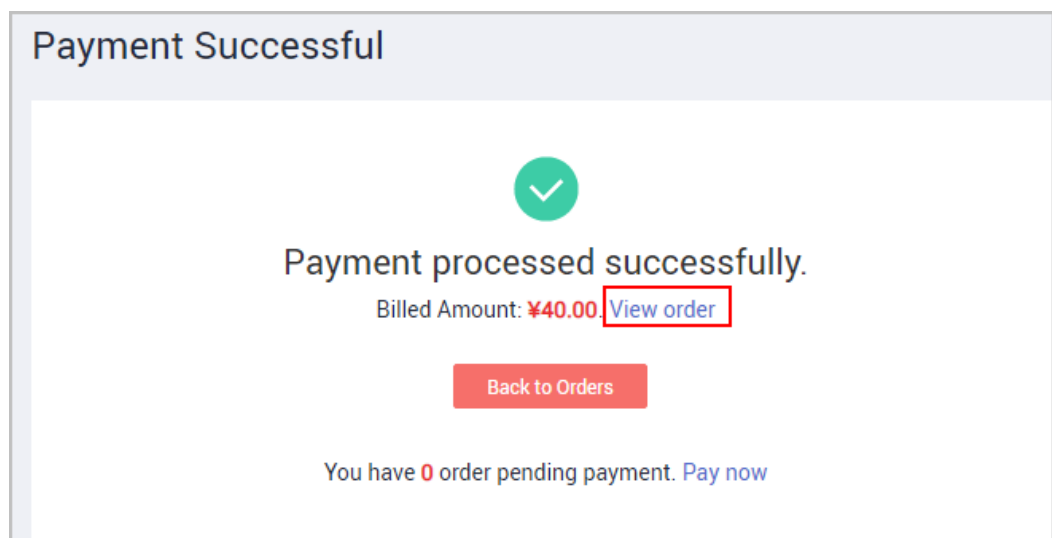 Payment Successful
Payment processed successfully.
Billed Amount: ¥40.00. View order
Back to Orders
You have 0 order pending payment. Pay now